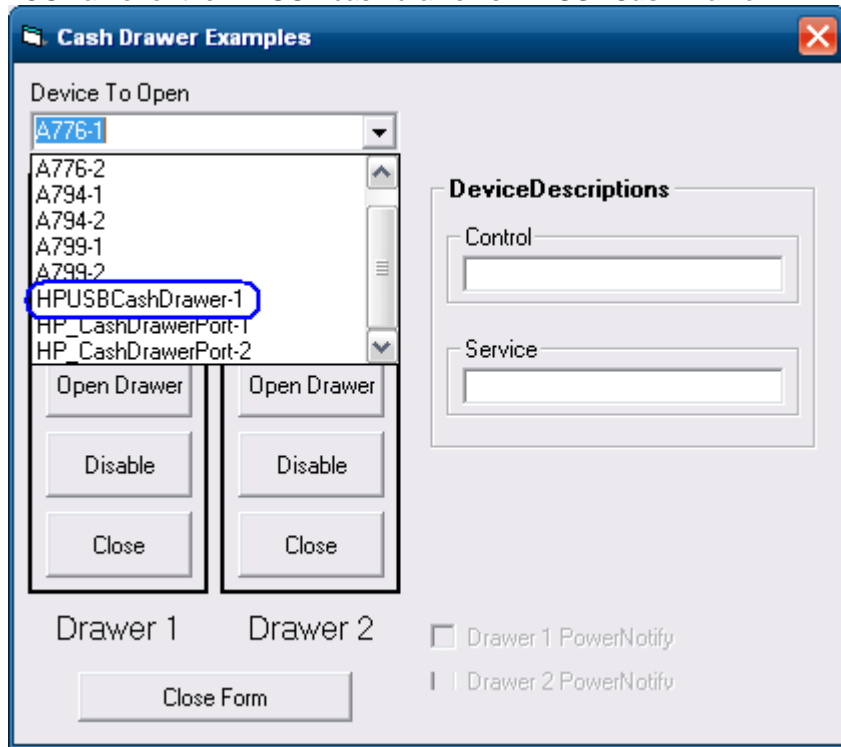 Cash Drawer Examples
Device To Open
A776-1
A776-2
A794-1
A794-2
A799-1
A799-2
HPUSBCashDrawer-1
HP_CashDrawerPort-1
HP_CashDrawerPort-2
DeviceDescriptions
Control
Service
Open Drawer
Open Drawer
Disable
Disable
Close
Close
Drawer 1
Drawer 2
Drawer 1 PowerNotify
Drawer 2 PowerNotify
Close Form